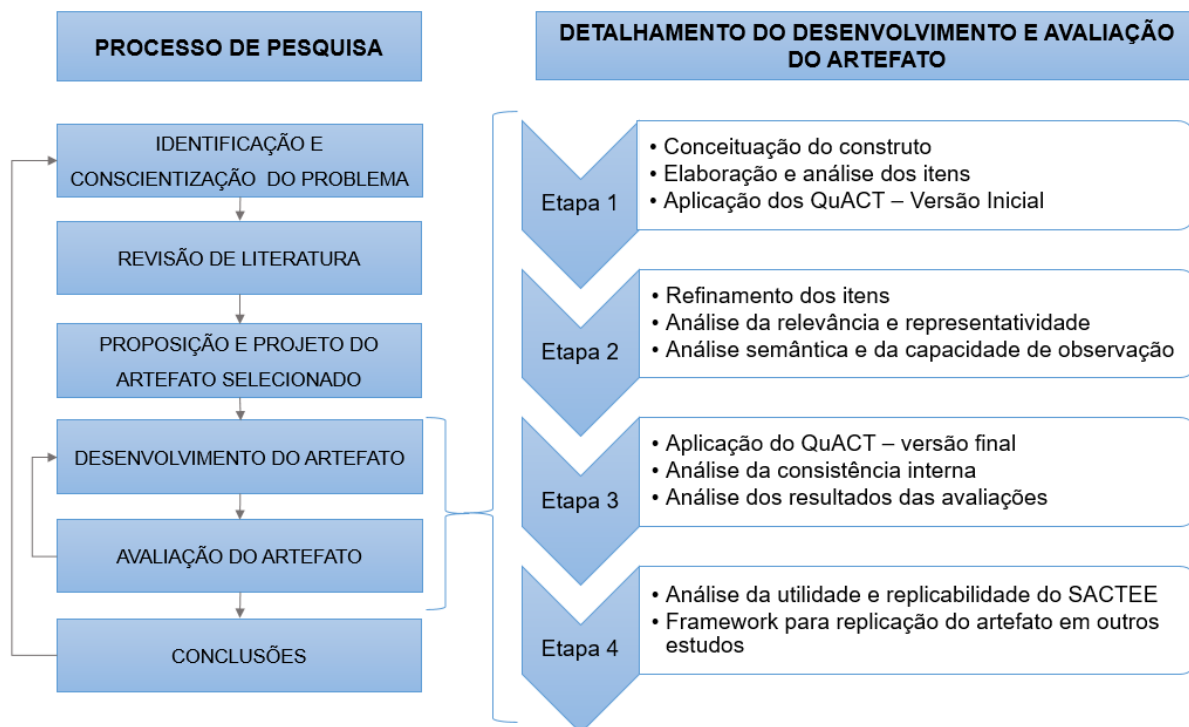 PROCESSO DE PESQUISA
IDENTIFICAÇÃO E
CONSCIENTIZAÇÃO DO PROBLEMA
REVISÃO DE LITERATURA
PROPOSIÇÃO E PROJETO DO
ARTEFATO SELECIONADO
DESENVOLVIMENTO DO ARTEFATO
AVALIAÇÃO DO ARTEFATO
CONCLUSÕES
DETALHAMENTO DO DESENVOLVIMENTO E AVALIAÇÃO
DO ARTEFATO
Etapa 1
• Conceituação do construto
• Elaboração e análise dos itens
• Aplicação dos QuACT – Versão Inicial
Etapa 2
• Refinamento dos itens
• Análise da relevância e representatividade
• Análise semântica e da capacidade de observação
Etapa 3
• Aplicação do QuACT – versão final
• Análise da consistência interna
• Análise dos resultados das avaliações
Etapa 4
• Análise da utilidade e replicabilidade do SACTEE
• Framework para replicação do artefato em outros
estudos